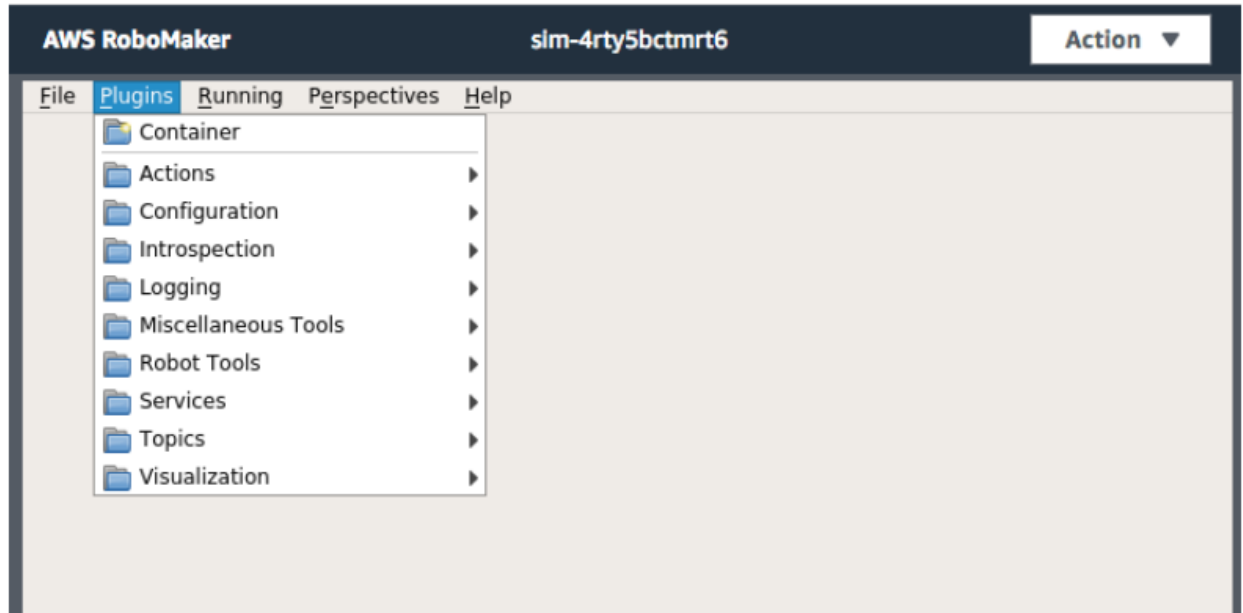 AWS RoboMaker sim-4rty5bctmrt6 Action
File Plugins Running Perspectives Help
Container
Actions
Configuration
Introspection
Logging
Miscellaneous Tools
Robot Tools
Services
Topics
Visualization